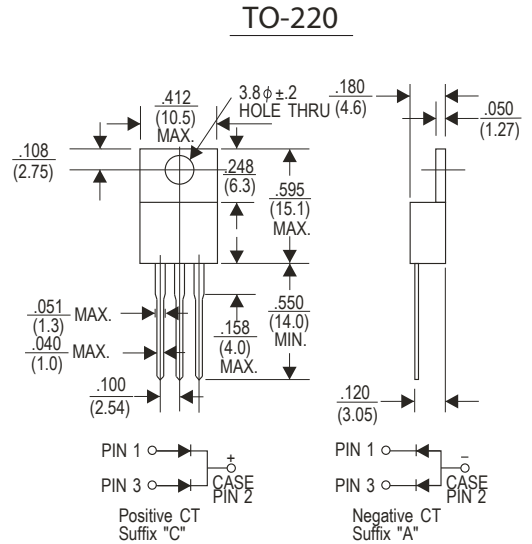 TO-220
.412
(10.5)
MAX.
3.8ϕ±.2
HOLE THRU
.180
(4.6)
.050
(1.27)
.108
(2.75)
.248
(6.3)
.595
(15.1)
MAX.
.051
(1.3)
MAX.
.040
(1.0)
MAX.
.158
(4.0)
MAX.
.550
(14.0)
MIN.
.100
(2.54)
.120
(3.05)
PIN 1
PIN 3
+
CASE
PIN 2
Positive CT
Suffix "C"
PIN 1
PIN 3
−
CASE
PIN 2
Negative CT
Suffix "A"